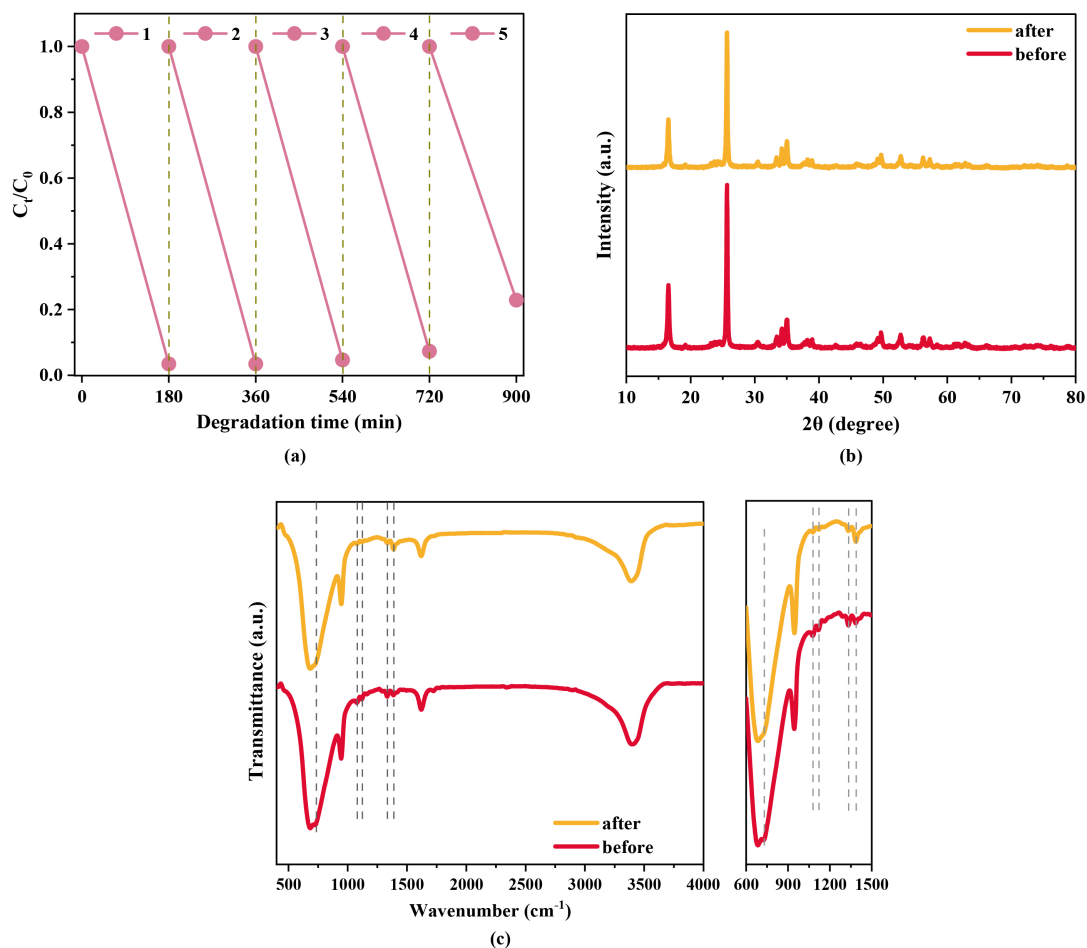 1 2 3 4 5
1.0
0.8
0.6
0.4
0.2
0.0
C_t/C_0
0 180 360 540 720 900
Degradation time (min)
(a)
after
before
Intensity (a.u.)
10 20 30 40 50 60 70 80
2θ (degree)
(b)
Transmittance (a.u.)
after
before
500 1000 1500 2000 2500 3000 3500 4000
Wavenumber (cm⁻¹)
600 900 1200 1500
(c)